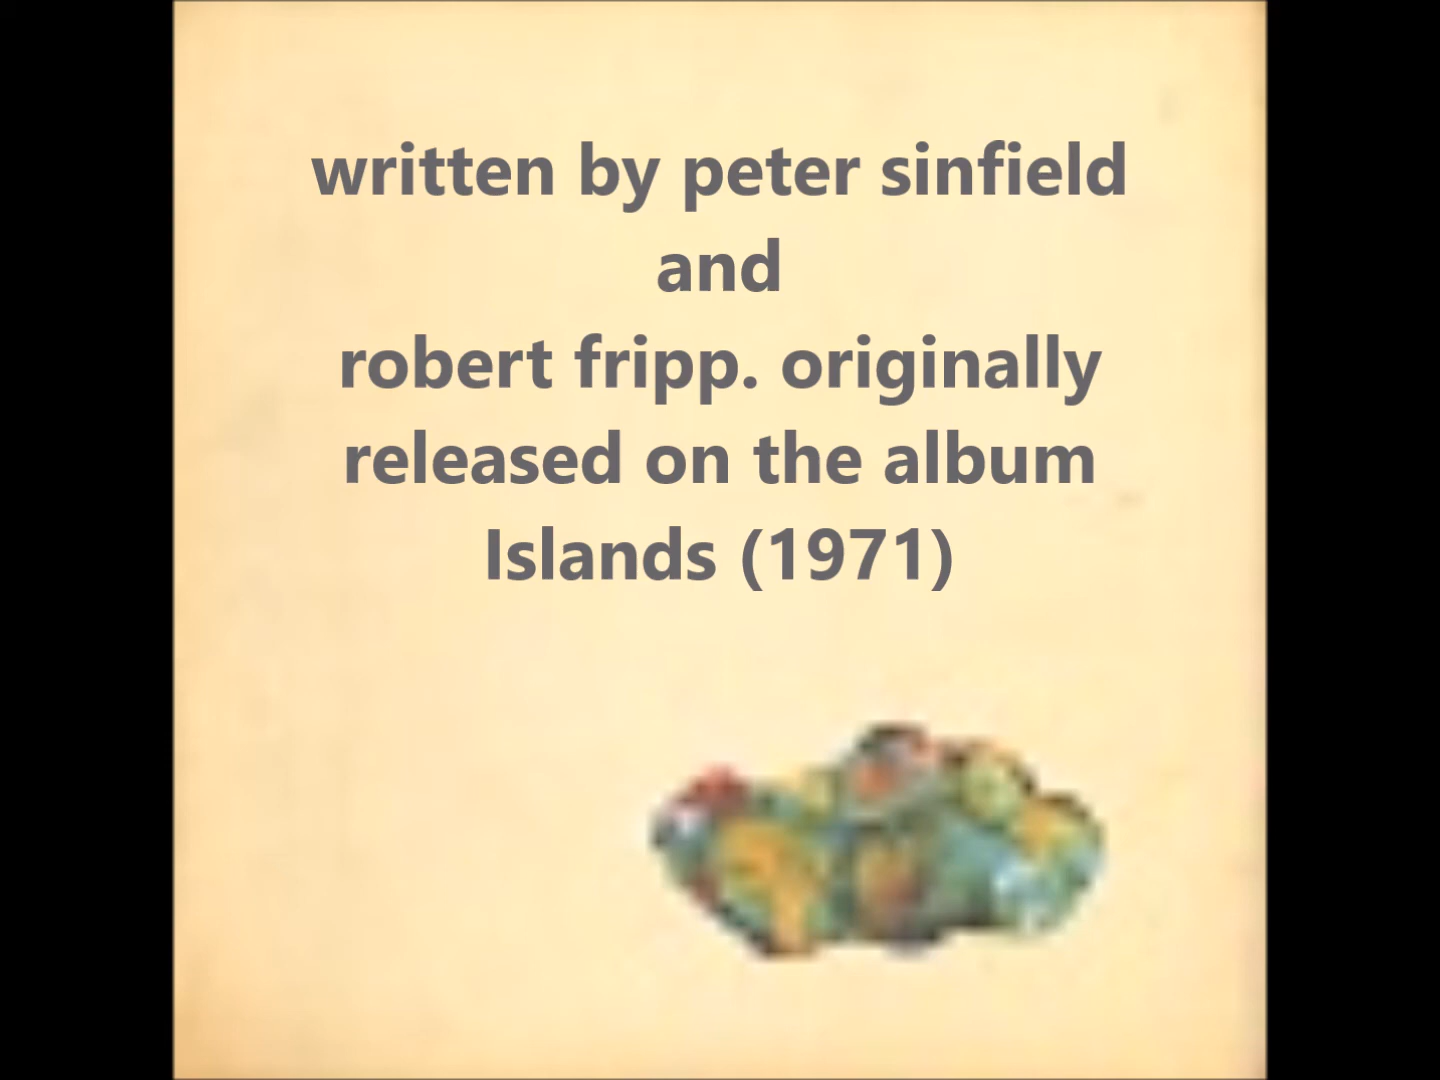 written by peter sinfield
and
robert fripp. originally
released on the album
Islands (1971)